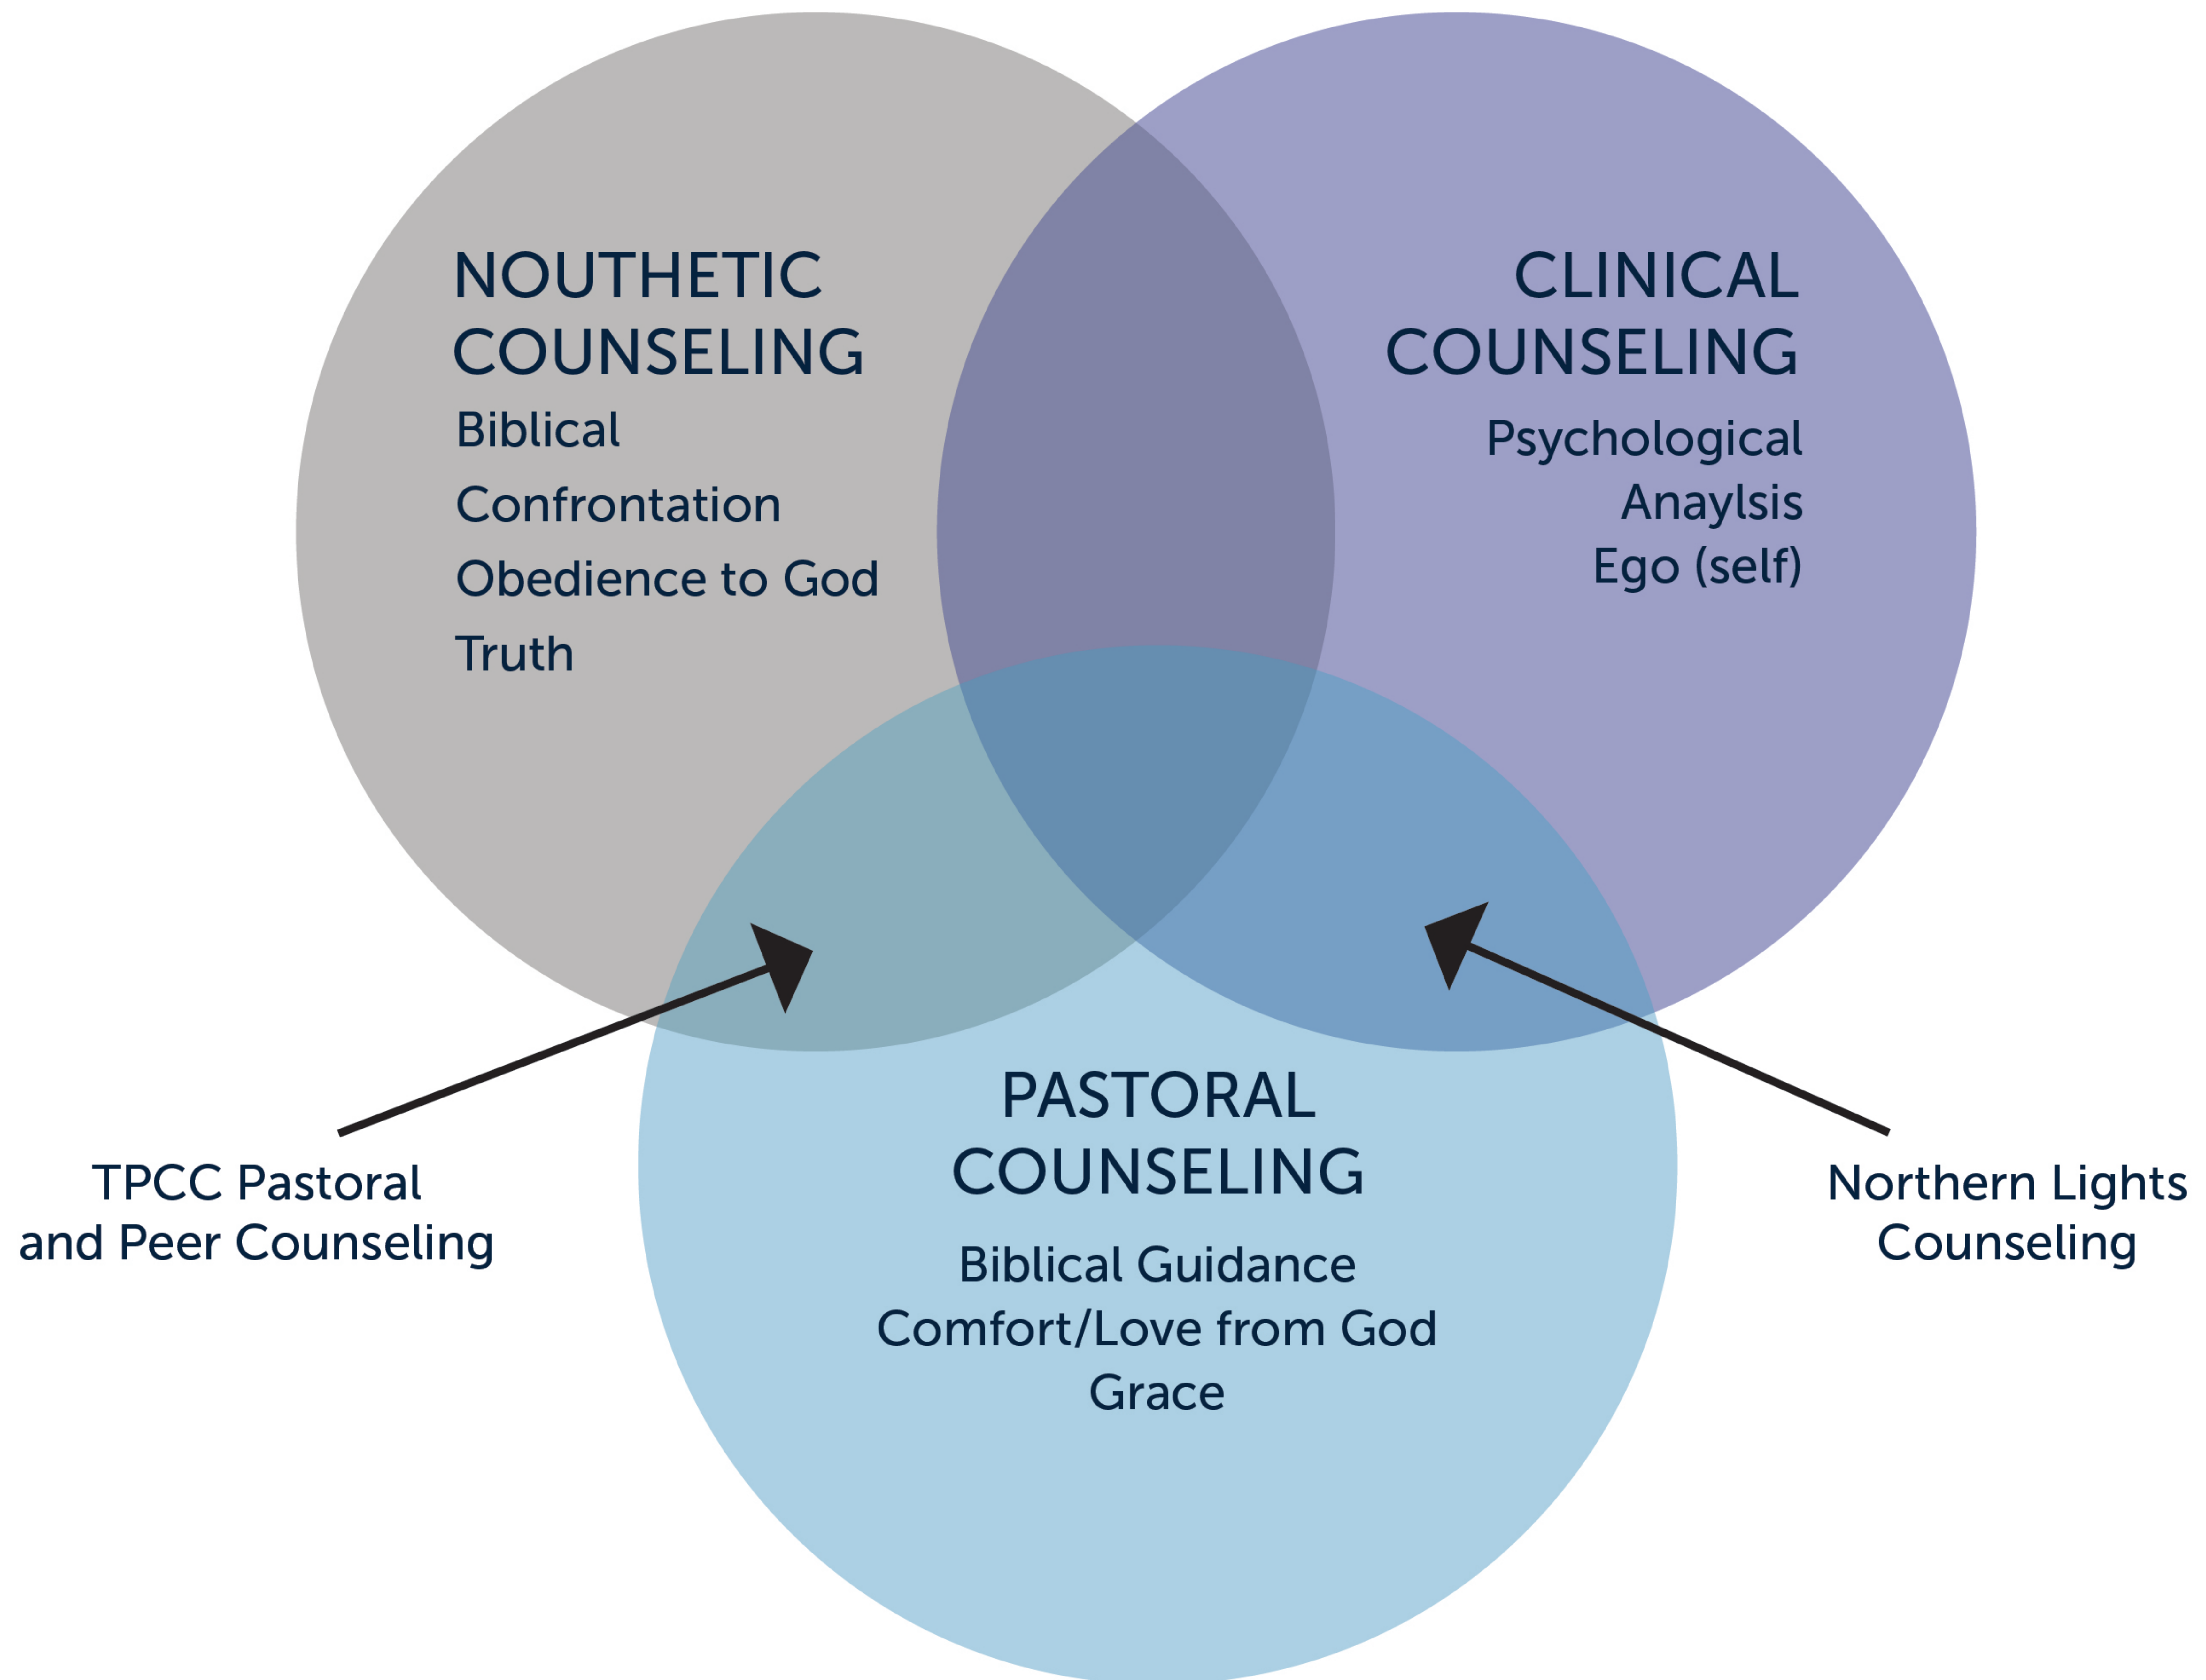 NOUTHETIC
COUNSELING
Biblical
Confrontation
Obedience to God
Truth
CLINICAL
COUNSELING
Psychological
Anaylsis
Ego (self)
PASTORAL
COUNSELING
Biblical Guidance
Comfort/Love from God
Grace
TPCC Pastoral
and Peer Counseling
Northern Lights
Counseling